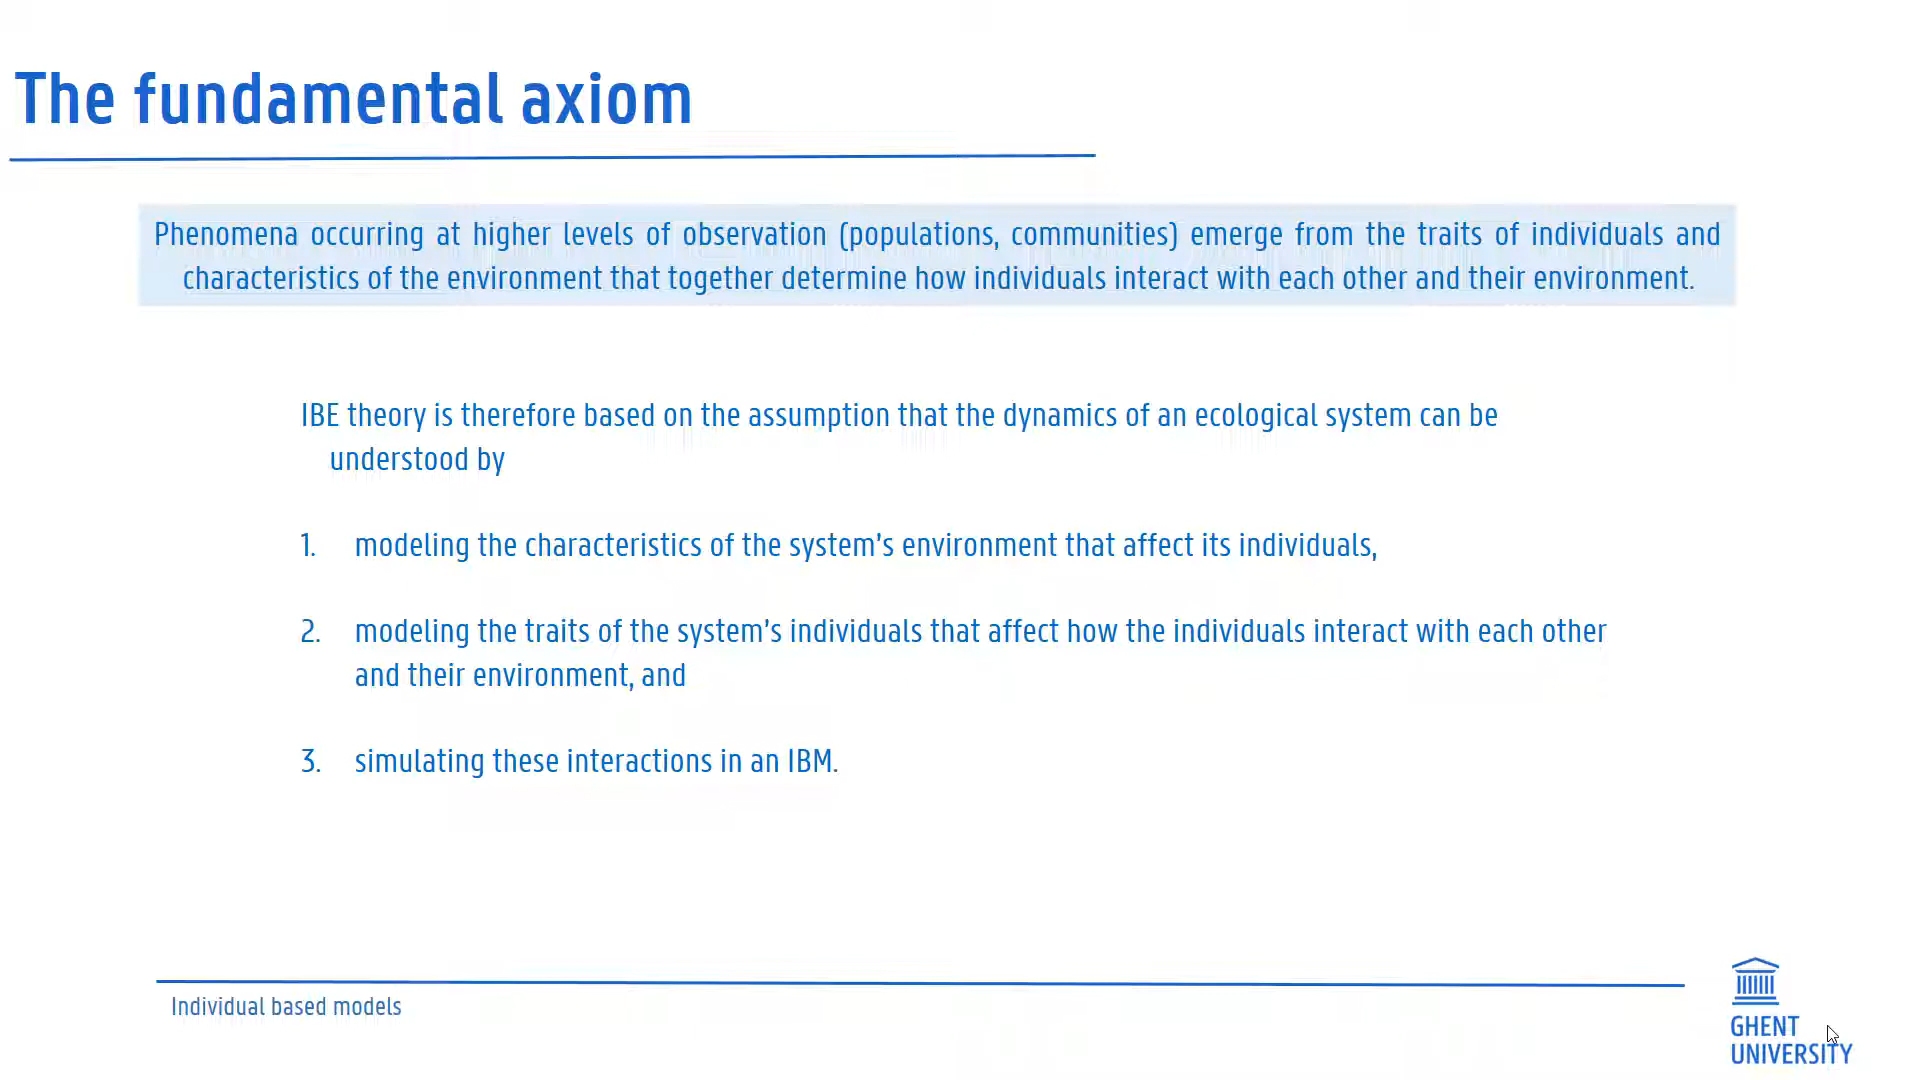 The fundamental axiom
Phenomena occurring at higher levels of observation (populations, communities) emerge from the traits of individuals and
characteristics of the environment that together determine how individuals interact with each other and their environment.
IBE theory is therefore based on the assumption that the dynamics of an ecological system can be
understood by
1. modeling the characteristics of the system's environment that affect its individuals,
2. modeling the traits of the system's individuals that affect how the individuals interact with each other
and their environment, and
3. simulating these interactions in an IBM.
Individual based models
GHENT
UNIVERSITY